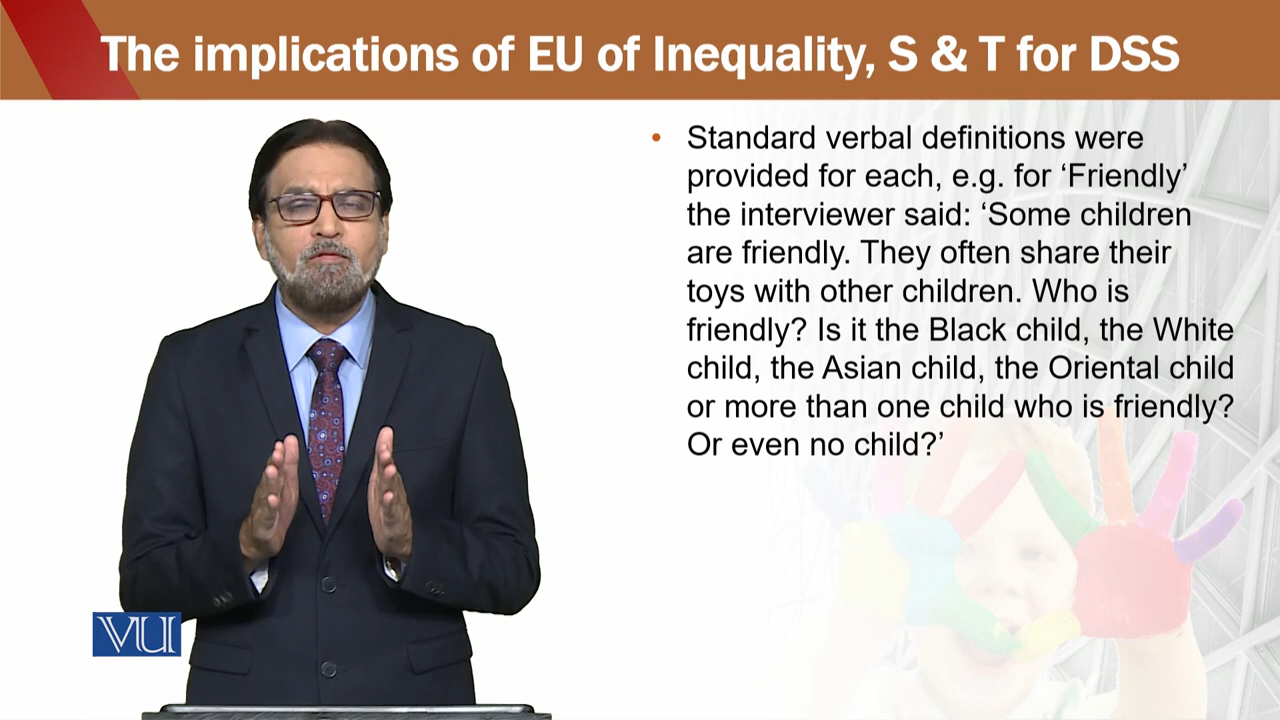 The implications of EU of Inequality, S & T for DSS
• Standard verbal definitions were
provided for each, e.g. for ‘Friendly’
the interviewer said: ‘Some children
are friendly. They often share their
toys with other children. Who is
friendly? Is it the Black child, the White
child, the Asian child, the Oriental child
or more than one child who is friendly?
Or even no child?’
VU